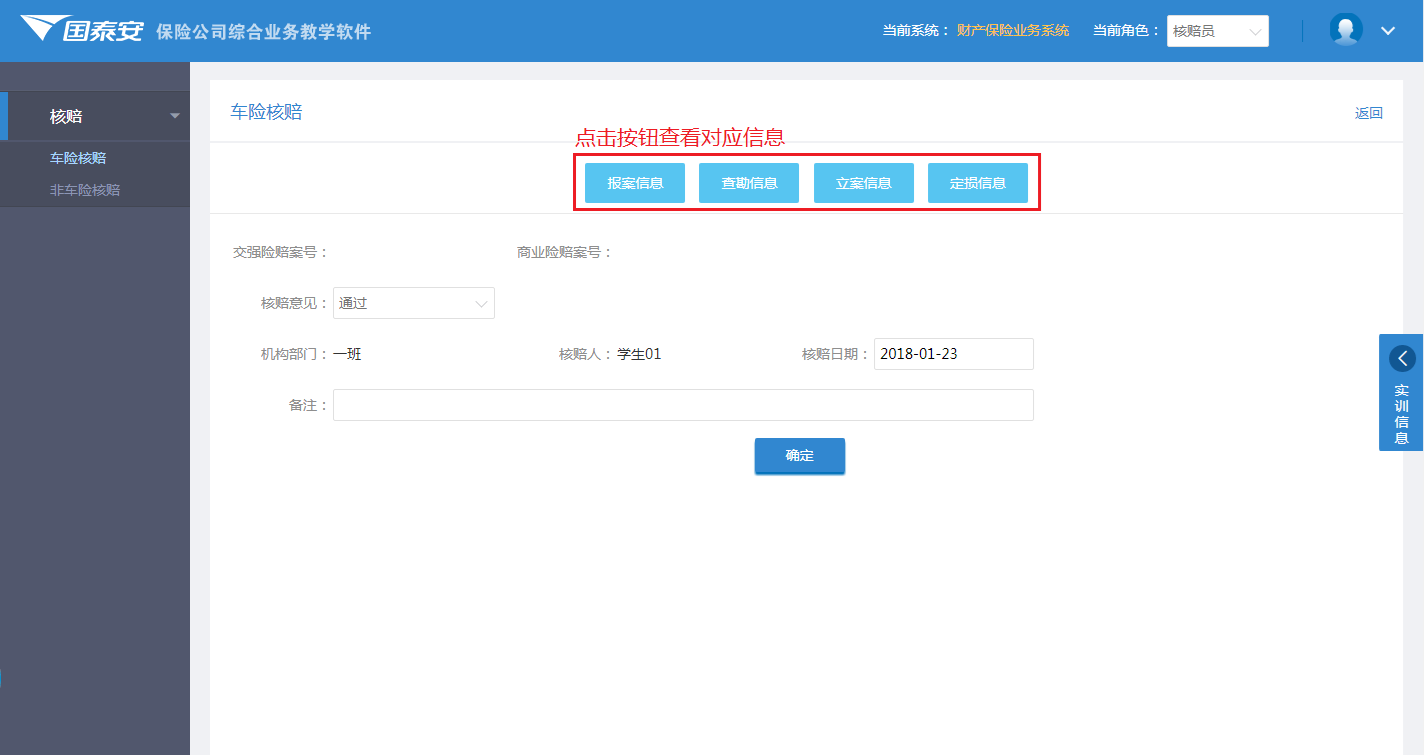 国泰安 保险公司综合业务教学软件 当前系统： 财产保险业务系统 当前角色： 核赔员
核赔
车险核赔
非车险核赔
车险核赔 返回
点击按钮查看对应信息
报案信息 查勘信息 立案信息 定损信息
交强险赔案号： 商业险赔案号：
核赔意见： 通过
机构部门： 一班 核赔人： 学生01 核赔日期： 2018-01-23
备注：
确定
实训信息